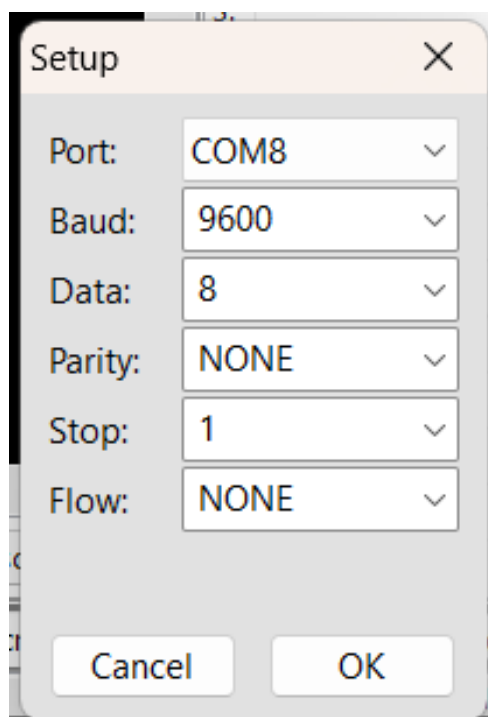 Setup
Port: COM8
Baud: 9600
Data: 8
Parity: NONE
Stop: 1
Flow: NONE
Cancel OK